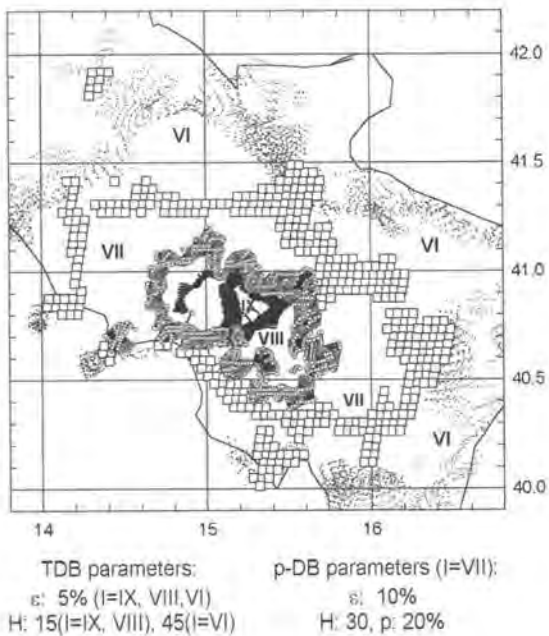 42.0
VI
41.5
VI
VII
41.0
IX
VIII
40.5
VII
VI
40.0
14
15
16
TDB parameters:
ε: 5% (I=IX, VIII,VI)
H: 15(I=IX, VIII), 45(I=VI)
p-DB parameters (I=VII):
ε: 10%
H: 30, p: 20%